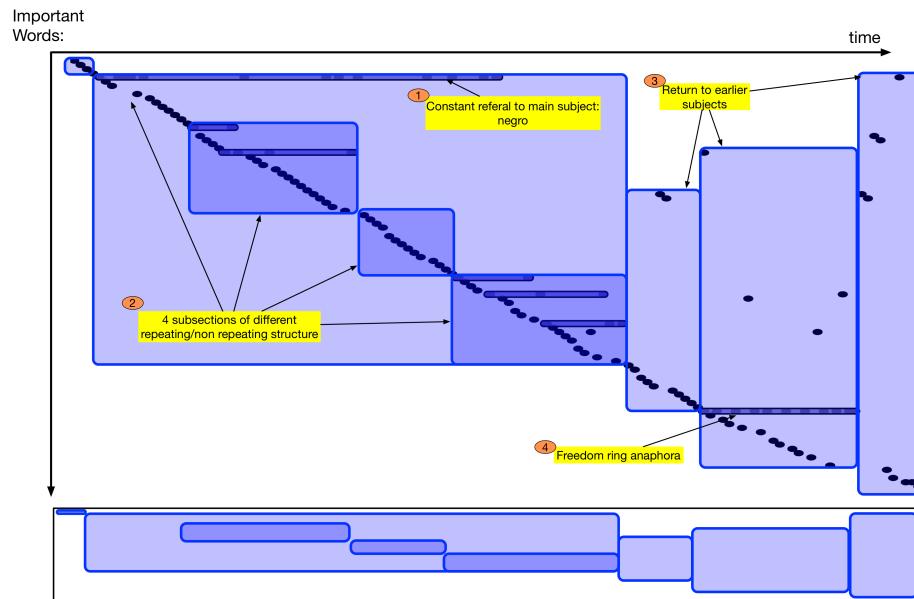 Important
Words:
time
1
Constant referal to main subject:
negro
3
Return to earlier
subjects
2
4 subsections of different
repeating/non repeating structure
4
Freedom ring anaphora